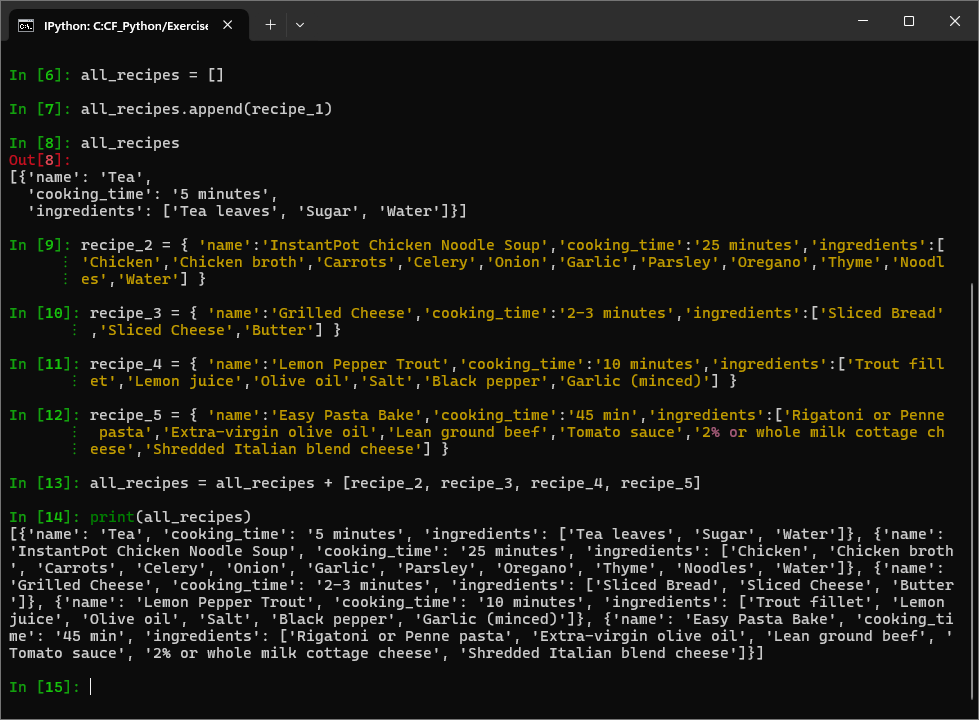 IPython: C:CF_Python/Exercise
In [6]: all_recipes = []
In [7]: all_recipes.append(recipe_1)
In [8]: all_recipes
Out[8]:
[{'name': 'Tea',
  'cooking_time': '5 minutes',
  'ingredients': ['Tea leaves', 'Sugar', 'Water']}]
In [9]: recipe_2 = { 'name':'InstantPot Chicken Noodle Soup','cooking_time':'25 minutes','ingredients':[
      : 'Chicken','Chicken broth','Carrots','Celery','Onion','Garlic','Parsley','Oregano','Thyme','Noodl
      : es','Water'] }
In [10]: recipe_3 = { 'name':'Grilled Cheese','cooking_time':'2-3 minutes','ingredients':['Sliced Bread'
       : ,'Sliced Cheese','Butter'] }
In [11]: recipe_4 = { 'name':'Lemon Pepper Trout','cooking_time':'10 minutes','ingredients':['Trout fill
       : et','Lemon juice','Olive oil','Salt','Black pepper','Garlic (minced)'] }
In [12]: recipe_5 = { 'name':'Easy Pasta Bake','cooking_time':'45 min','ingredients':['Rigatoni or Penne
       :  pasta','Extra-virgin olive oil','Lean ground beef','Tomato sauce','2% or whole milk cottage ch
       : eese','Shredded Italian blend cheese'] }
In [13]: all_recipes = all_recipes + [recipe_2, recipe_3, recipe_4, recipe_5]
In [14]: print(all_recipes)
[{'name': 'Tea', 'cooking_time': '5 minutes', 'ingredients': ['Tea leaves', 'Sugar', 'Water']}, {'name':
'InstantPot Chicken Noodle Soup', 'cooking_time': '25 minutes', 'ingredients': ['Chicken', 'Chicken broth
', 'Carrots', 'Celery', 'Onion', 'Garlic', 'Parsley', 'Oregano', 'Thyme', 'Noodles', 'Water']}, {'name':
'Grilled Cheese', 'cooking_time': '2-3 minutes', 'ingredients': ['Sliced Bread', 'Sliced Cheese', 'Butter
']}, {'name': 'Lemon Pepper Trout', 'cooking_time': '10 minutes', 'ingredients': ['Trout fillet', 'Lemon
juice', 'Olive oil', 'Salt', 'Black pepper', 'Garlic (minced)']}, {'name': 'Easy Pasta Bake', 'cooking_ti
me': '45 min', 'ingredients': ['Rigatoni or Penne pasta', 'Extra-virgin olive oil', 'Lean ground beef', '
Tomato sauce', '2% or whole milk cottage cheese', 'Shredded Italian blend cheese']}]
In [15]: